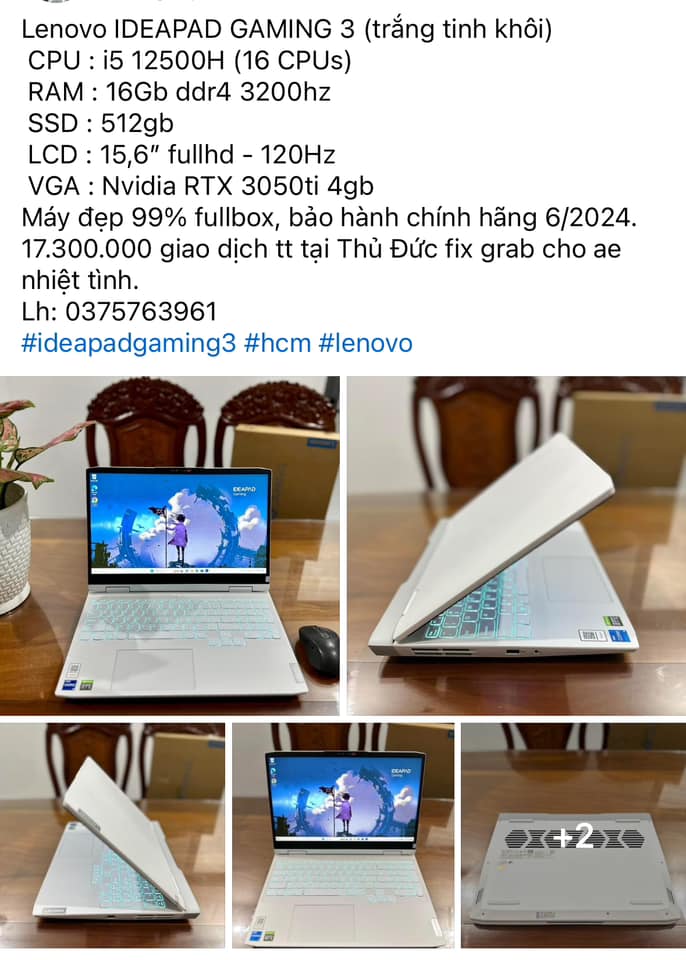 Lenovo IDEAPAD GAMING 3 (trắng tinh khôi)
CPU : i5 12500H (16 CPUs)
RAM : 16Gb ddr4 3200hz
SSD : 512gb
LCD : 15,6” fullhd - 120Hz
VGA : Nvidia RTX 3050ti 4gb
Máy đẹp 99% fullbox, bảo hành chính hãng 6/2024.
17.300.000 giao dịch tt tại Thủ Đức fix grab cho ae
nhiệt tình.
Lh: 0375763961
#ideapadgaming3 #hcm #lenovo
IDEAPAD
Gaming
IDEAPAD
+2